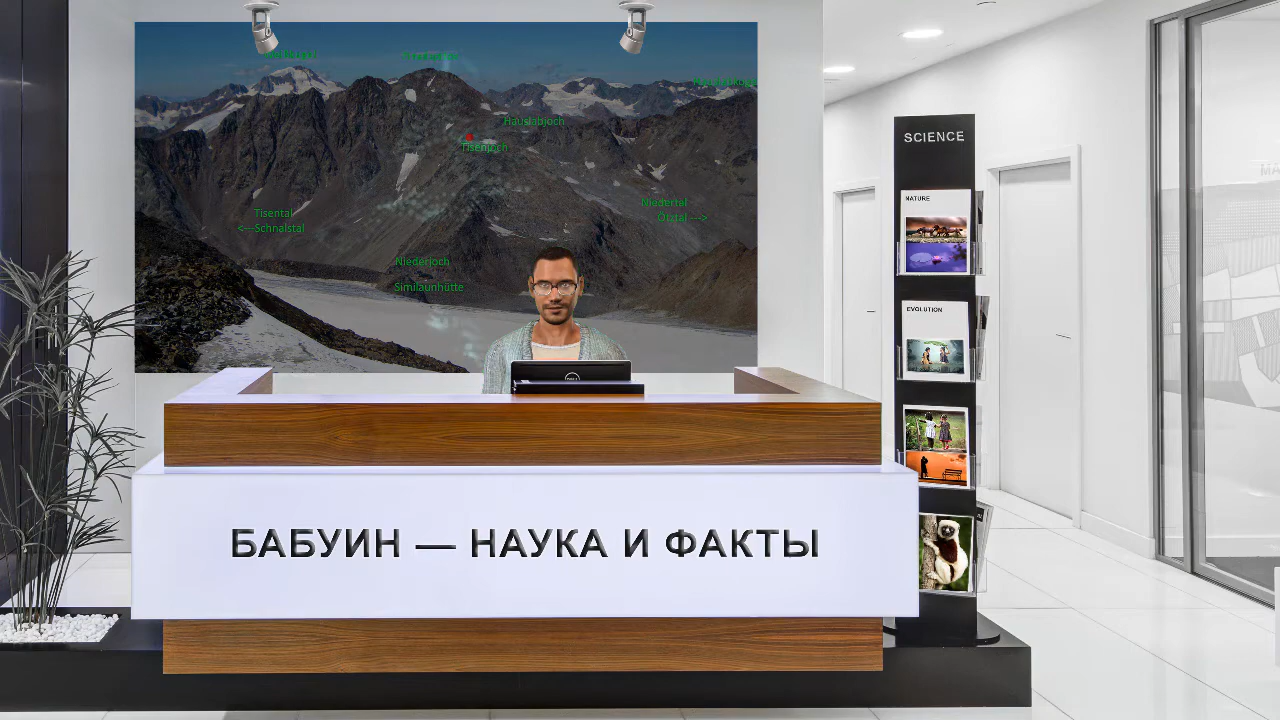 Hauslabjoch
Tisenjoch
Niedertal
Ötztal--->
Tisental
<---Schnalstal
Niederjoch
Similaunhütte
SCIENCE
NATURE
EVOLUTION
БАБУИН — НАУКА И ФАКТЫ